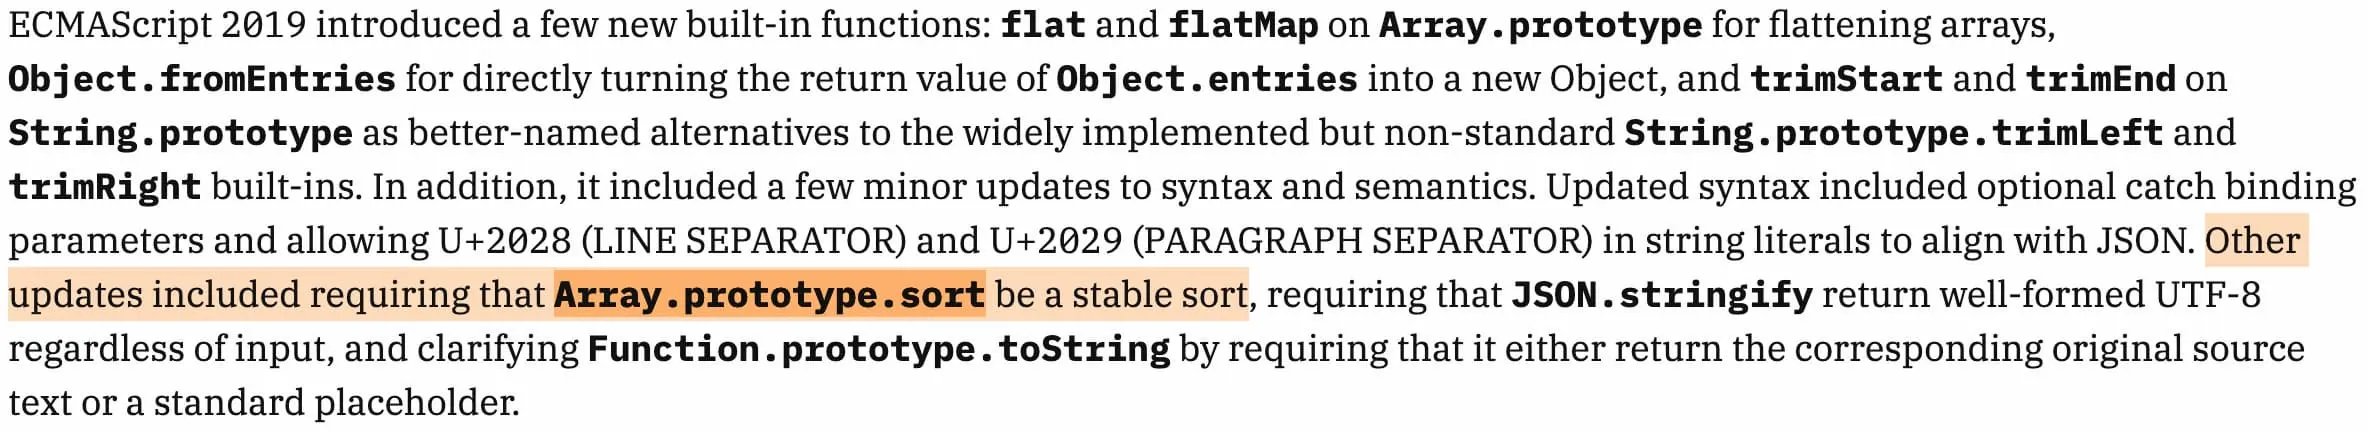 ECMAScript 2019 introduced a few new built-in functions: flat and flatMap on Array.prototype for flattening arrays,
Object.fromEntries for directly turning the return value of Object.entries into a new Object, and trimStart and trimEnd on
String.prototype as better-named alternatives to the widely implemented but non-standard String.prototype.trimLeft and
trimRight built-ins. In addition, it included a few minor updates to syntax and semantics. Updated syntax included optional catch binding
parameters and allowing U+2028 (LINE SEPARATOR) and U+2029 (PARAGRAPH SEPARATOR) in string literals to align with JSON. Other
updates included requiring that Array.prototype.sort be a stable sort, requiring that JSON.stringify return well-formed UTF-8
regardless of input, and clarifying Function.prototype.toString by requiring that it either return the corresponding original source
text or a standard placeholder.